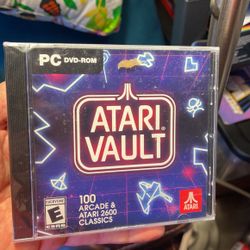 PC DVD-ROM
ATARI
VAULT
100
ARCADE &
ATARI 2600
CLASSICS
E
ATARI